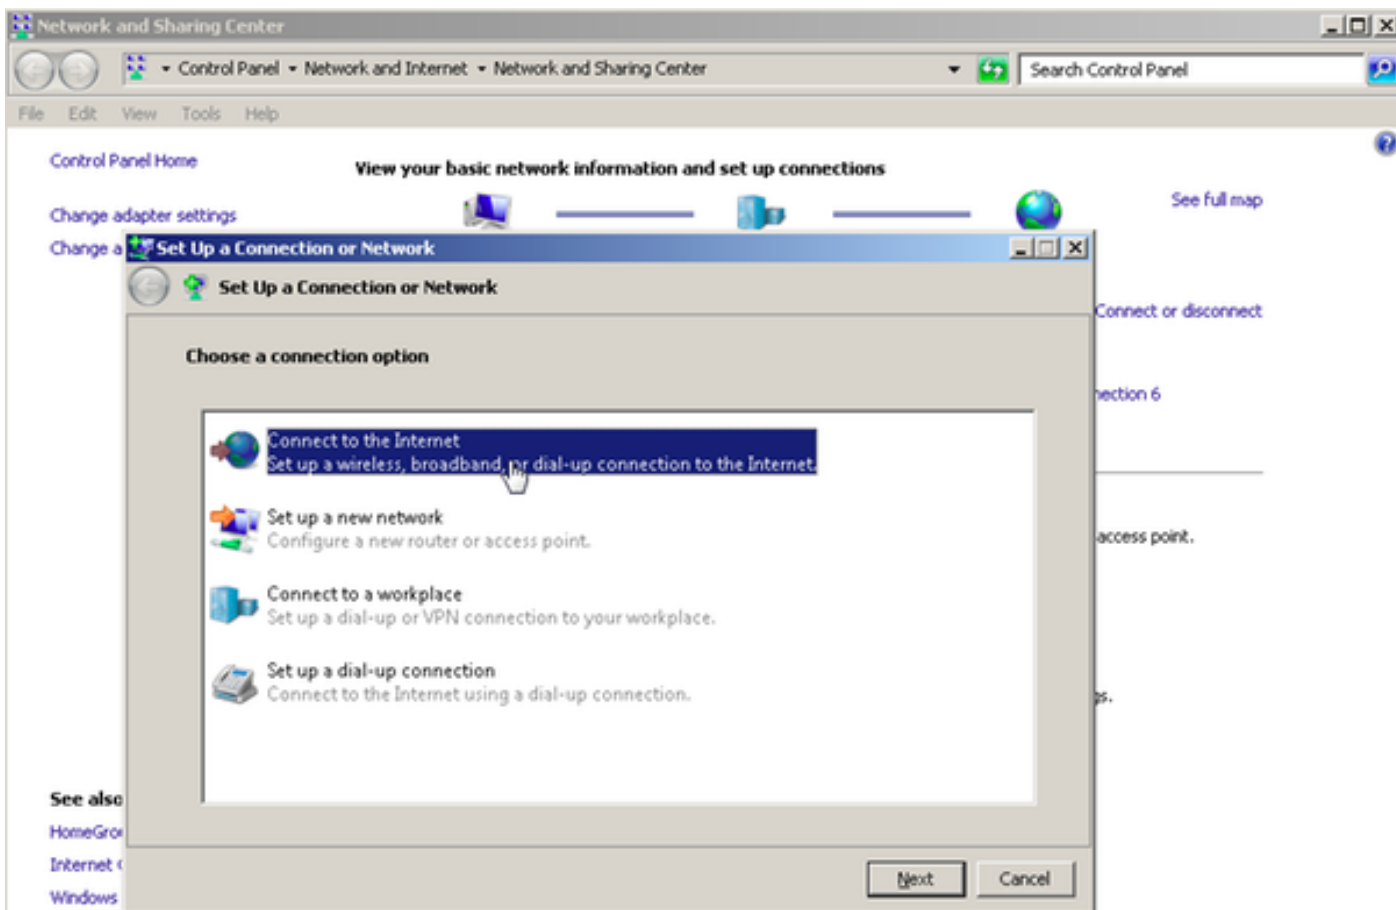 Network and Sharing Center
Control Panel Network and Internet Network and Sharing Center Search Control Panel
File Edit View Tools Help
Control Panel Home
View your basic network information and set up connections
Change adapter settings
See full map
Change a
Set Up a Connection or Network
Set Up a Connection or Network
Connect or disconnect
Choose a connection option
nection 6
Connect to the Internet
Set up a wireless, broadband, or dial-up connection to the Internet.
Set up a new network
Configure a new router or access point.
access point.
Connect to a workplace
Set up a dial-up or VPN connection to your workplace.
Set up a dial-up connection
Connect to the Internet using a dial-up connection.
gs.
See also
HomeGro
Internet
Windows
Next Cancel